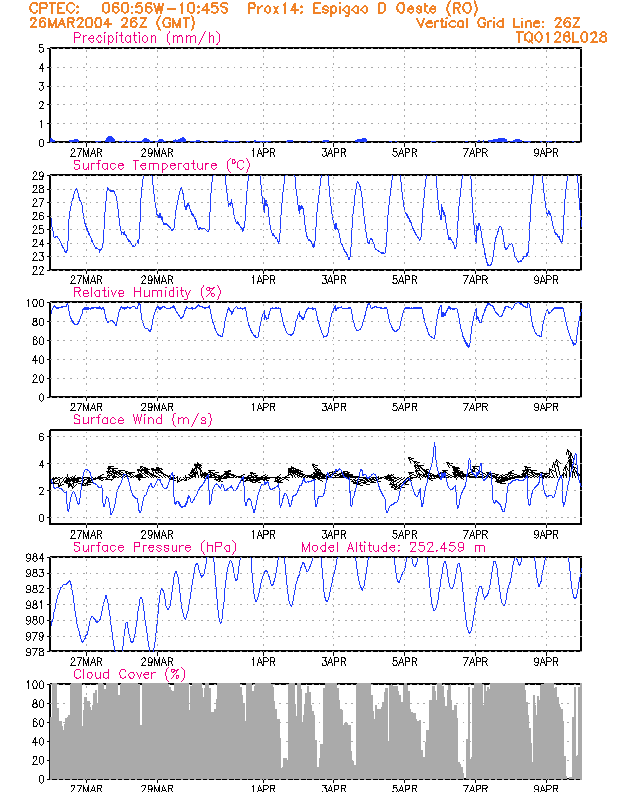 CPTEC: 060:56W-10:45S Prox14: Espigao D Oeste (RO)
26MAR2004 26Z (GMT) Vertical Grid Line: 26Z
Precipitation (mm/h) TQ0126L028
5
4
3
2
1
0
27MAR 29MAR 1APR 3APR 5APR 7APR 9APR
Surface Temperature (°C)
29
28
27
26
25
24
23
22
27MAR 29MAR 1APR 3APR 5APR 7APR 9APR
Relative Humidity (%)
100
80
60
40
20
0
27MAR 29MAR 1APR 3APR 5APR 7APR 9APR
Surface Wind (m/s)
6
4
2
0
27MAR 29MAR 1APR 3APR 5APR 7APR 9APR
Surface Pressure (hPa) Model Altitude: 252.459 m
984
983
982
981
980
979
978
27MAR 29MAR 1APR 3APR 5APR 7APR 9APR
Cloud Cover (%)
100
80
60
40
20
0
27MAR 29MAR 1APR 3APR 5APR 7APR 9APR